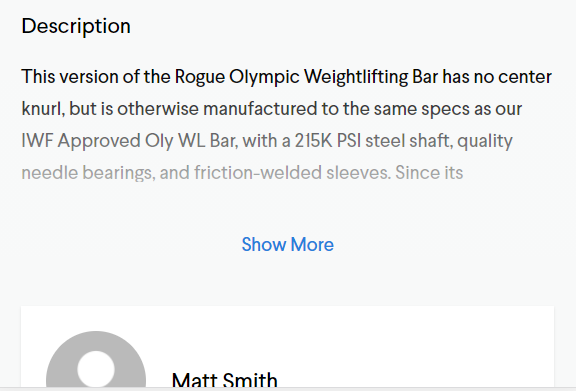 Description
This version of the Rogue Olympic Weightlifting Bar has no center
knurl, but is otherwise manufactured to the same specs as our
IWF Approved Oly WL Bar, with a 215K PSI steel shaft, quality
needle bearings, and friction-welded sleeves. Since its
Show More
Matt Smith